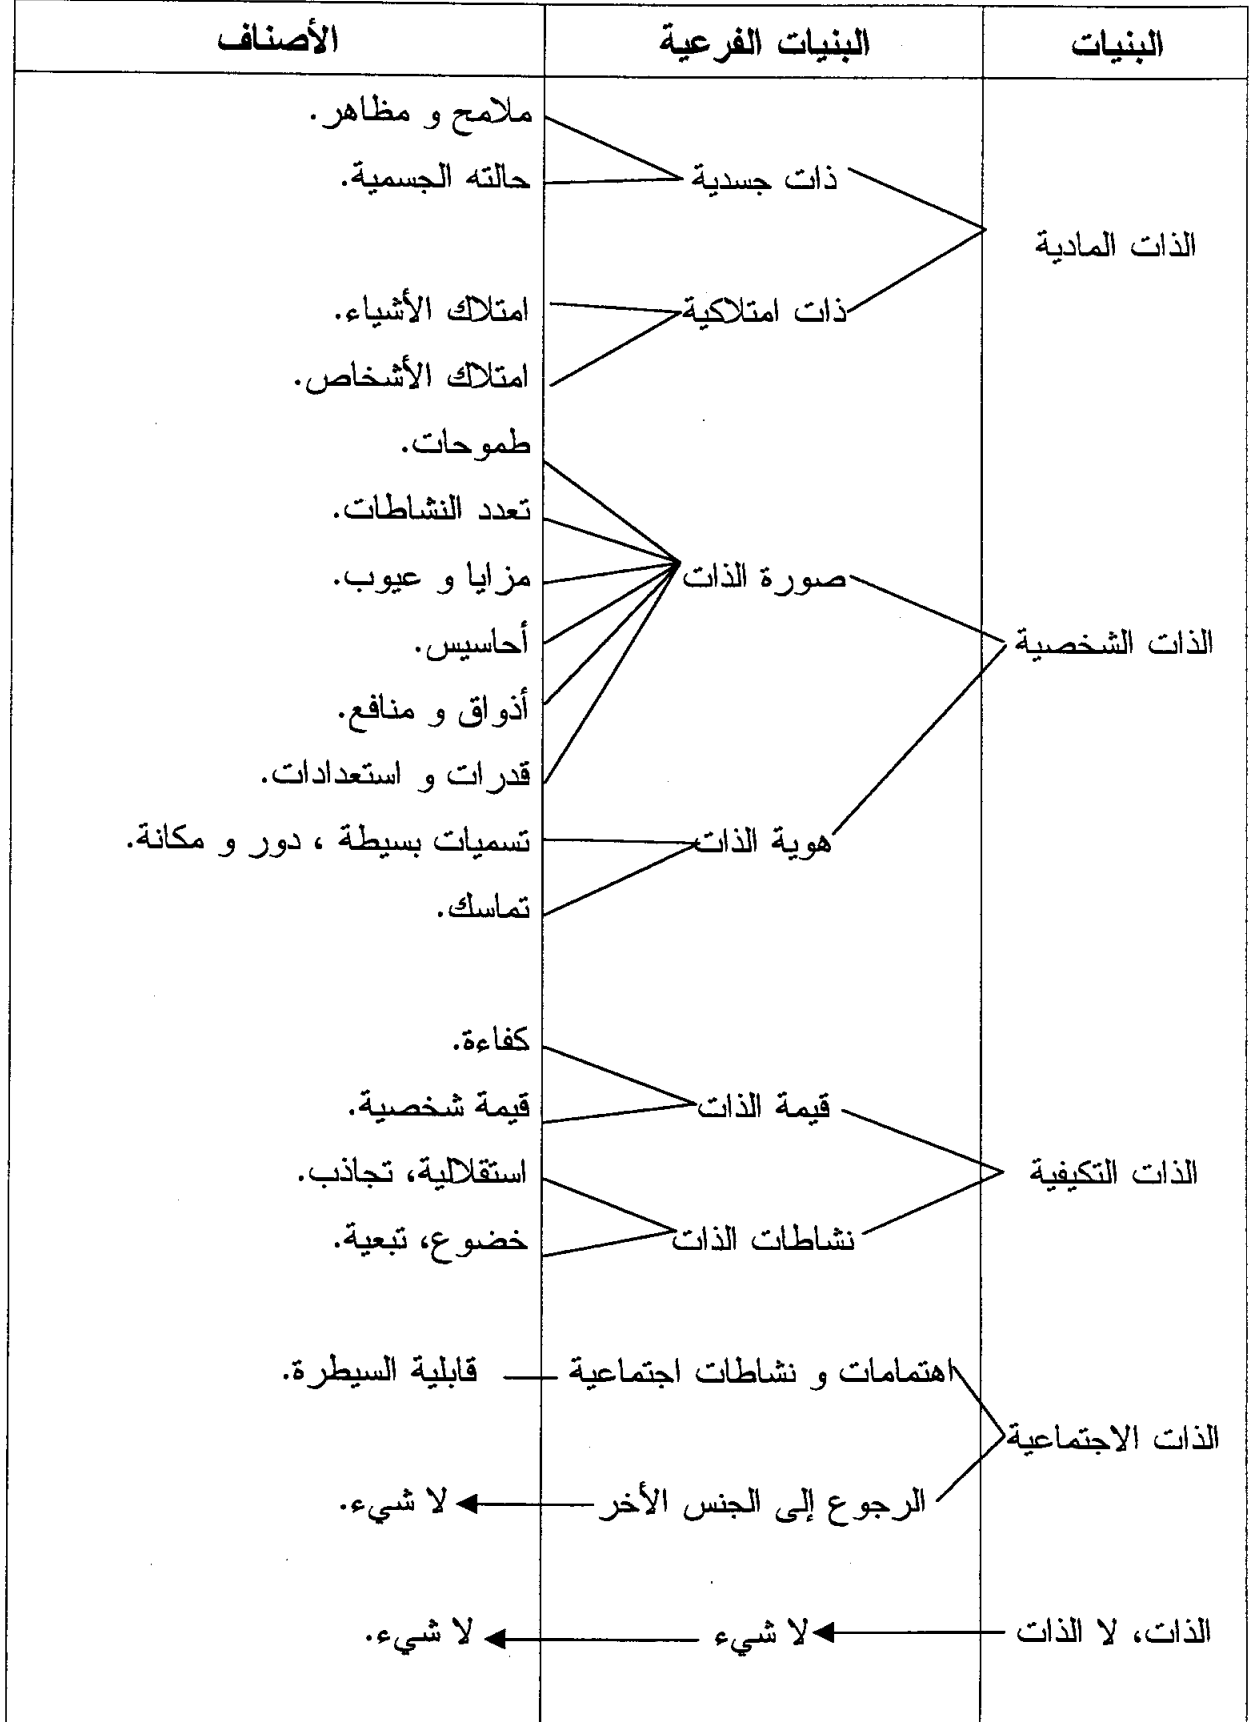 البنيات البنيات الفرعية الأصناف
ملامح و مظاهر.
ذات جسدية حالته الجسمية.
الذات المادية
ذات امتلاكية امتلاك الأشياء.
امتلاك الأشخاص.
طموحات.
تعدد النشاطات.
صورة الذات مزايا و عيوب.
الذات الشخصية أحاسيس.
أذواق و منافع.
قدرات و استعدادات.
هوية الذات تسميات بسيطة ، دور و مكانة.
تماسك.
كفاءة.
قيمة الذات قيمة شخصية.
الذات التكيفية استقلالية، تجاذب.
نشاطات الذات خضوع، تبعية.
اهتمامات و نشاطات اجتماعية قابلية السيطرة.
الذات الاجتماعية
الرجوع إلى الجنس الأخر لا شيء.
الذات، لا الذات لا شيء لا شيء.